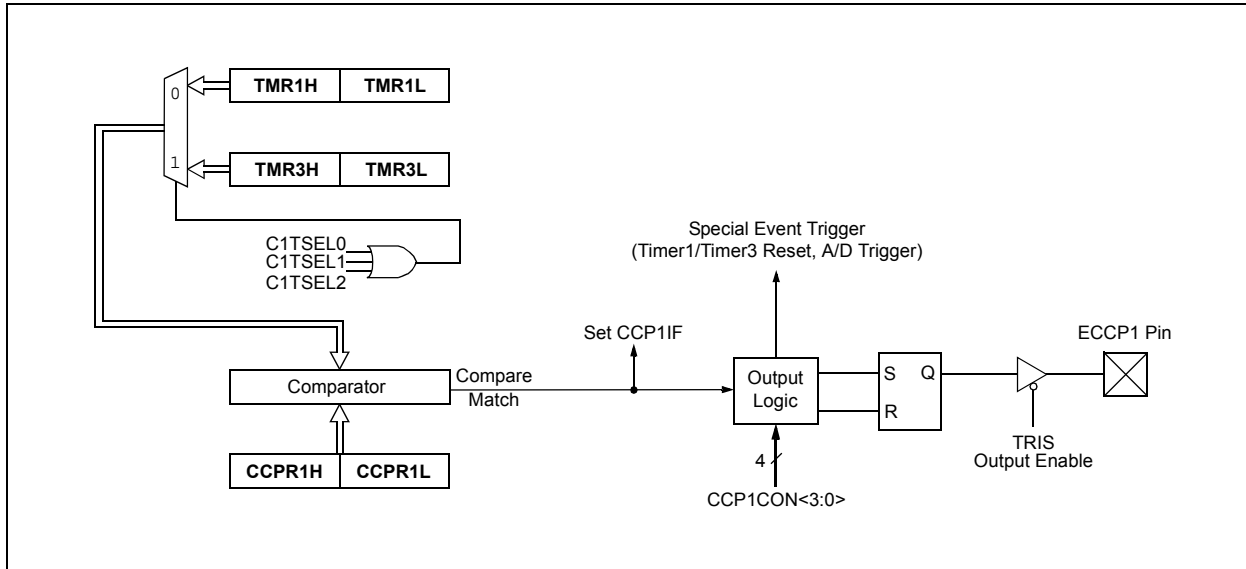 0
TMR1H TMR1L
1
TMR3H TMR3L
C1TSEL0
C1TSEL1
C1TSEL2
Special Event Trigger
(Timer1/Timer3 Reset, A/D Trigger)
Set CCP1IF
ECCP1 Pin
Comparator
Compare
Match
Output
Logic
S Q
R
TRIS
Output Enable
CCPR1H CCPR1L
4
CCP1CON<3:0>